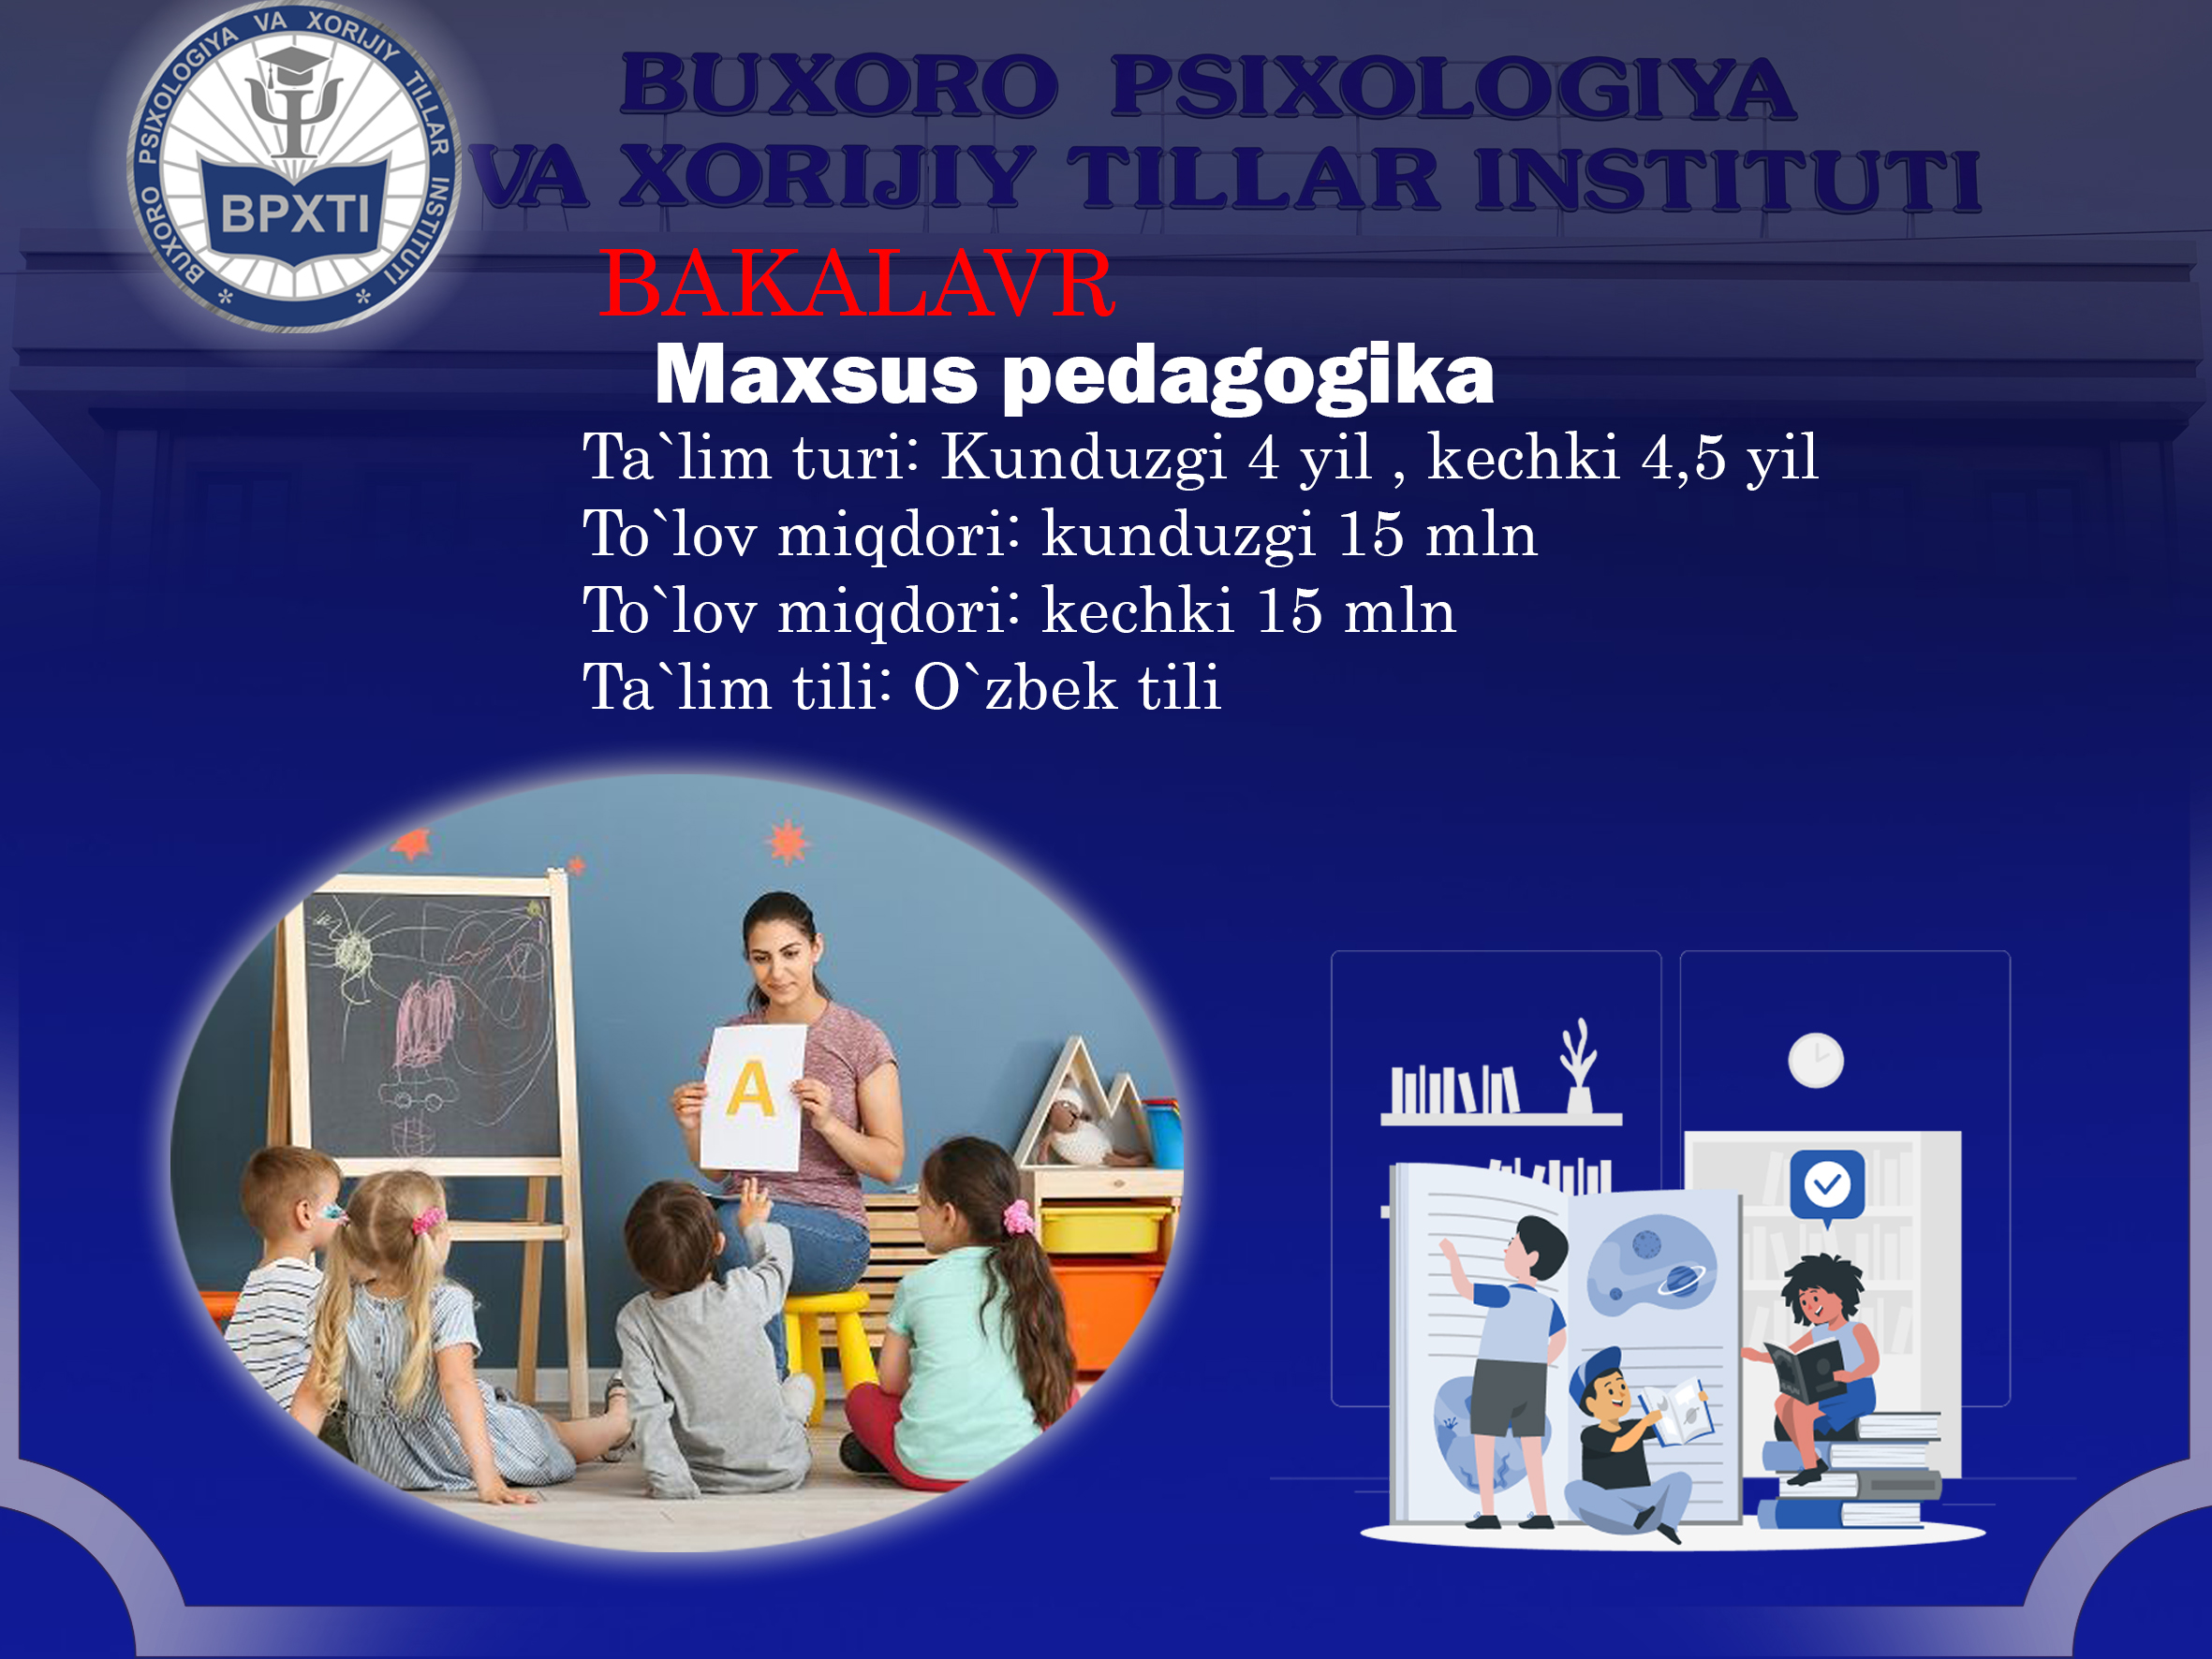 BUXORO PSIXOLOGIYA VA XORIJIY TILLAR INSTITUTI
BPXTI
BUXORO PSIXOLOGIYA
VA XORIJIY TILLAR INSTITUTI
BAKALAVR
Maxsus pedagogika
Ta`lim turi: Kunduzgi 4 yil , kechki 4,5 yil
To`lov miqdori: kunduzgi 15 mln
To`lov miqdori: kechki 15 mln
Ta`lim tili: O`zbek tili
A